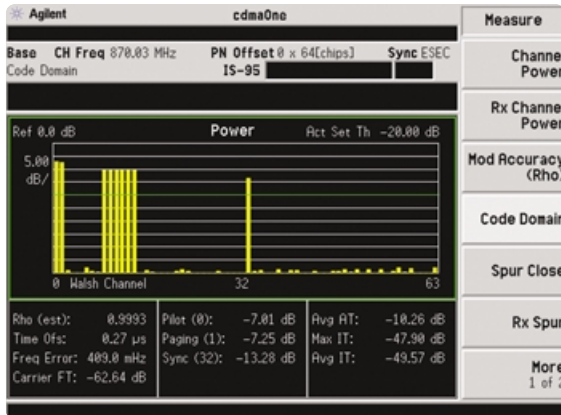 Agilent cdmaOne Measure
Base CH Freq 870.03 MHz PN Offset 0 x 64[chips] Sync ESEC
Code Domain IS-95
Channe
Power
Rx Channe
Power
Mod Accuracy
(Rho)
Code Domain
Spur Close
Rx Spur
More
1 of 2
Ref 0.0 dB Power Act Set Th -20.00 dB
5.00
dB/
0 Walsh Channel 32 63
Rho (est): 0.9993
Time Ofs: 0.27 µs
Freq Error: 409.0 mHz
Carrier FT: -62.64 dB
Pilot (0): -7.01 dB
Paging (1): -7.25 dB
Sync (32): -13.28 dB
Avg AT: -10.26 dB
Max IT: -47.90 dB
Avg IT: -49.57 dB